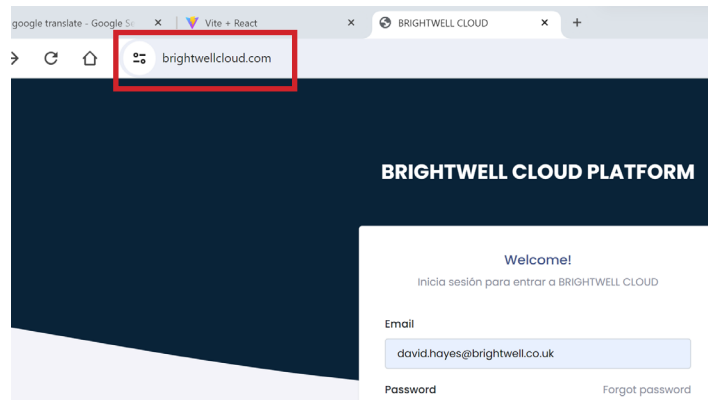 google translate - Google Se
Vite + React
BRIGHTWELL CLOUD
brightwellcloud.com
BRIGHTWELL CLOUD PLATFORM
Welcome!
Inicia sesión para entrar a BRIGHTWELL CLOUD
Email
david.hayes@brightwell.co.uk
Password Forgot password